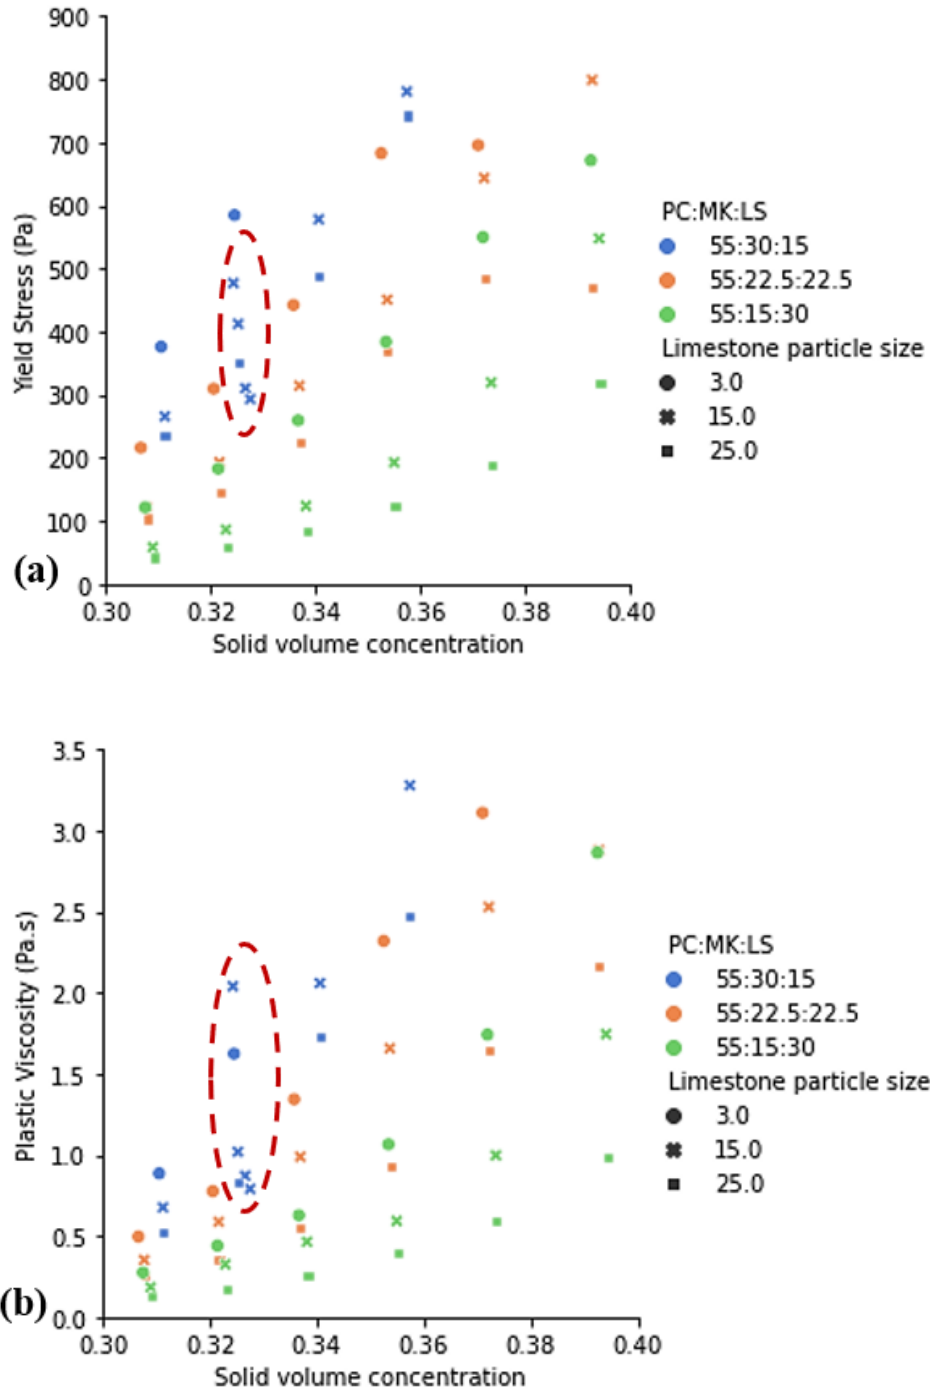 900
800
700
600
500
400
300
200
100
0
Yield Stress (Pa)
(a)
0.30 0.32 0.34 0.36 0.38 0.40
Solid volume concentration
PC:MK:LS
55:30:15
55:22.5:22.5
55:15:30
Limestone particle size
3.0
15.0
25.0
3.5
3.0
2.5
2.0
1.5
1.0
0.5
0.0
Plastic Viscosity (Pa.s)
(b)
0.30 0.32 0.34 0.36 0.38 0.40
Solid volume concentration
PC:MK:LS
55:30:15
55:22.5:22.5
55:15:30
Limestone particle size
3.0
15.0
25.0